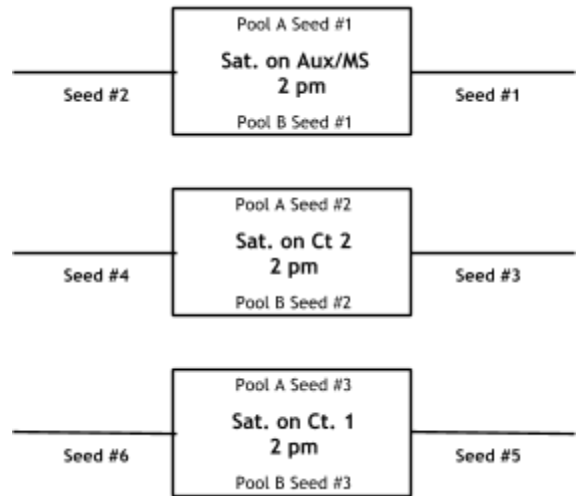 Pool A Seed #1
Sat. on Aux/MS
2 pm
Seed #2
Seed #1
Pool B Seed #1
Pool A Seed #2
Sat. on Ct 2
2 pm
Seed #4
Seed #3
Pool B Seed #2
Pool A Seed #3
Sat. on Ct. 1
2 pm
Seed #6
Seed #5
Pool B Seed #3